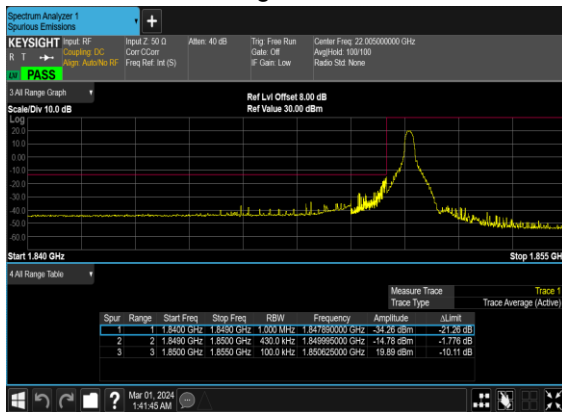 Spectrum Analyzer 1
Spurious Emissions
KEYSIGHT Input: RF Input Z: 50 Ω Atten: 40 dB Trig: Free Run Center Freq: 22.005000000 GHz
R T Coupling: DC Corr CCorr Gate: Off Avg|Hold: 100/100
Align: Auto/No RF Freq Ref: Int (S) IF Gain: Low Radio Std: None
PASS
3 All Range Graph
Ref Lvl Offset 8.00 dB
Scale/Div 10.0 dB Ref Value 30.00 dBm
Log
20.0
10.0
0.00
-10.0
-20.0
-30.0
-40.0
-50.0
-60.0
Start 1.840 GHz Stop 1.855 GH
4 All Range Table
Measure Trace Trace 1
Trace Type Trace Average (Active)
Spur Range Start Freq Stop Freq RBW Frequency Amplitude ΔLimit
1 1 1.8400 GHz 1.8490 GHz 1.000 MHz 1.847890000 GHz -34.26 dBm -21.26 dB
2 2 1.8490 GHz 1.8500 GHz 430.0 kHz 1.849995000 GHz -14.78 dBm -1.776 dB
3 3 1.8500 GHz 1.8550 GHz 100.0 kHz 1.850625000 GHz 19.89 dBm -10.11 dB
Mar 01, 2024
1:41:45 AM